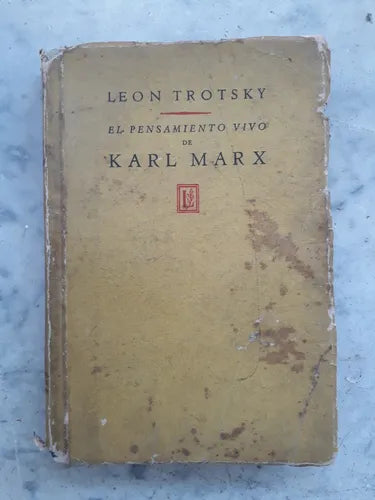 LEON TROTSKY
EL PENSAMIENTO VIVO
DE
KARL MARX